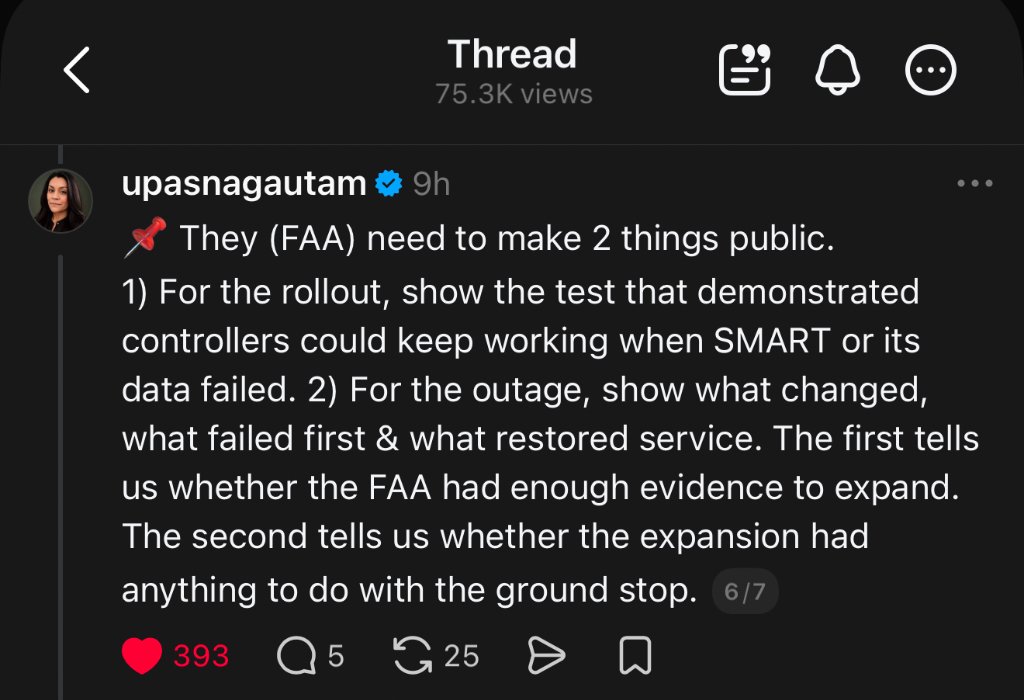 Thread
75.3K views
upasnagautam 9h
📌 They (FAA) need to make 2 things public.
1) For the rollout, show the test that demonstrated
controllers could keep working when SMART or its
data failed. 2) For the outage, show what changed,
what failed first & what restored service. The first tells
us whether the FAA had enough evidence to expand.
The second tells us whether the expansion had
anything to do with the ground stop. 6/7
393 5 25